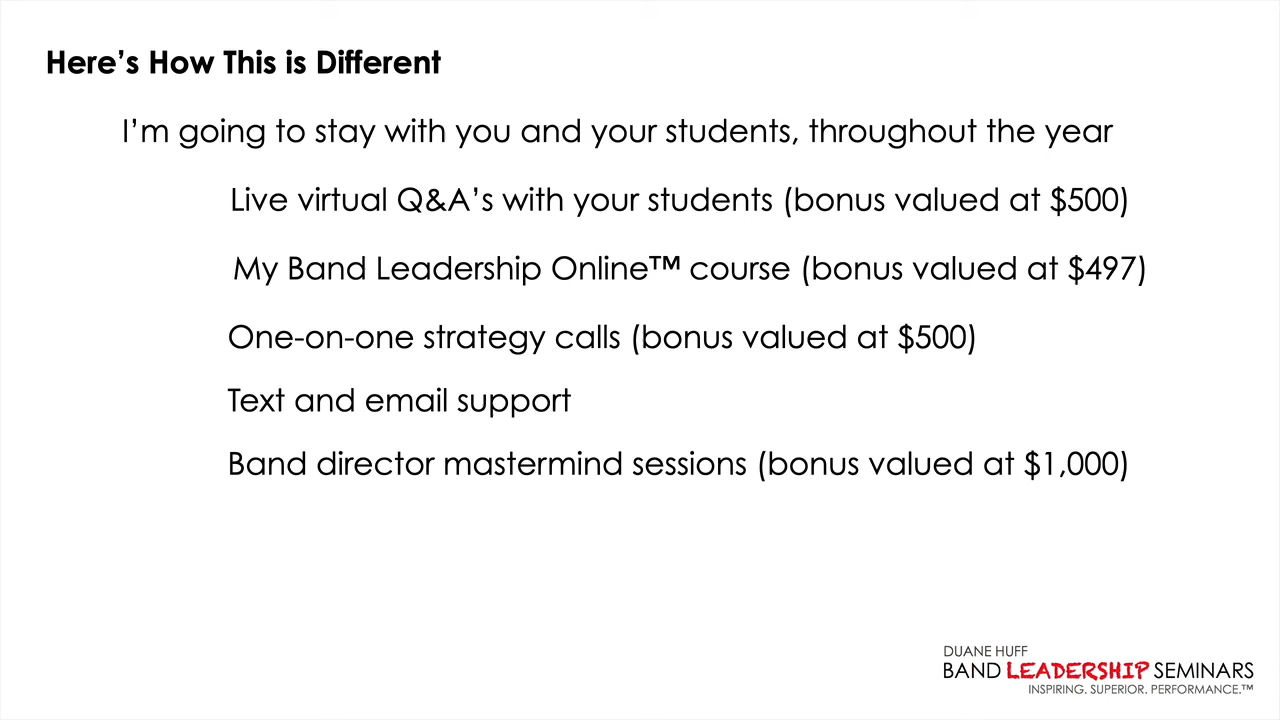 Here’s How This is Different
I’m going to stay with you and your students, throughout the year
Live virtual Q&A’s with your students (bonus valued at $500)
My Band Leadership Online™ course (bonus valued at $497)
One-on-one strategy calls (bonus valued at $500)
Text and email support
Band director mastermind sessions (bonus valued at $1,000)
DUANE HUFF
BAND LEADERSHIP SEMINARS
INSPIRING. SUPERIOR. PERFORMANCE.™